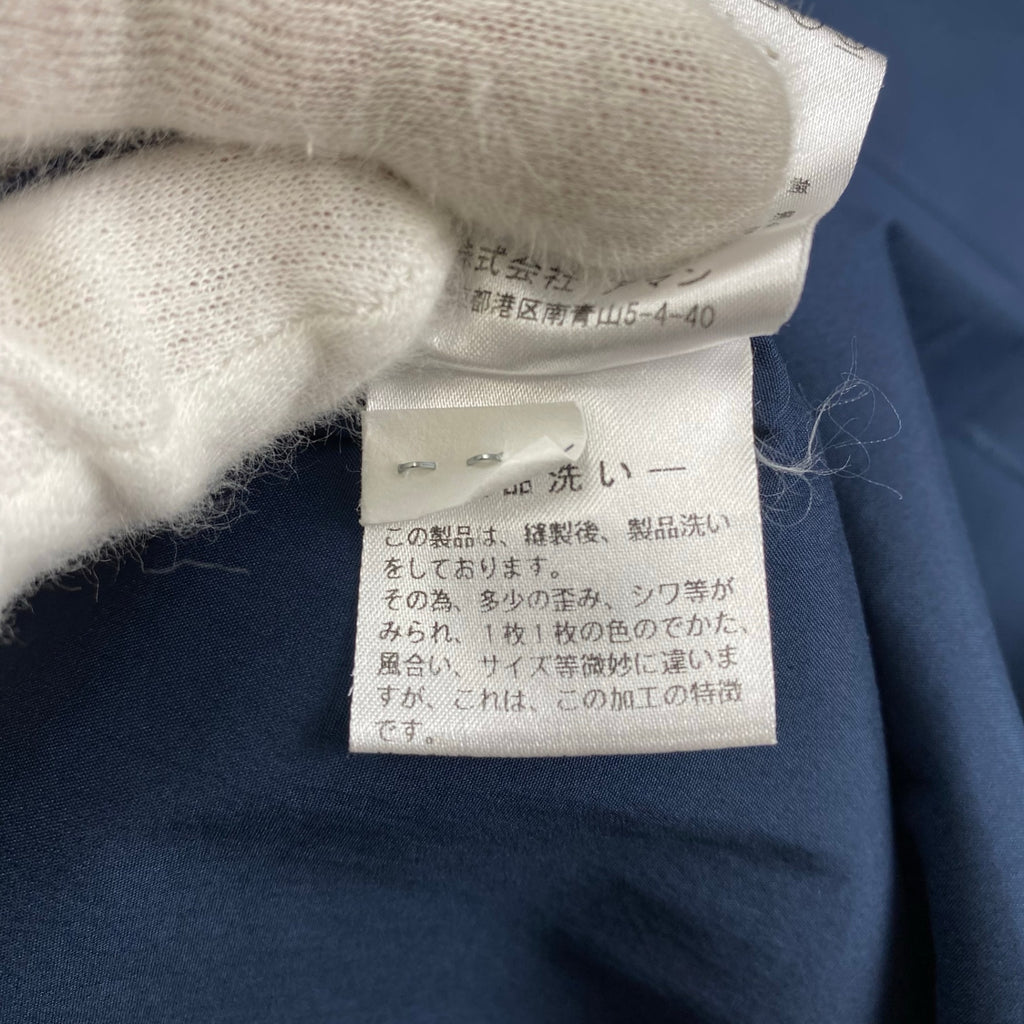 株式会社
都港区南青山5-4-40
品洗い ―
この製品は、縫製後、製品洗い
をしております。
その為、多少の歪み、シワ等が
みられ、1枚1枚の色のでかた、
風合い、サイズ等微妙に違いま
すが、これは、この加工の特徴
です。